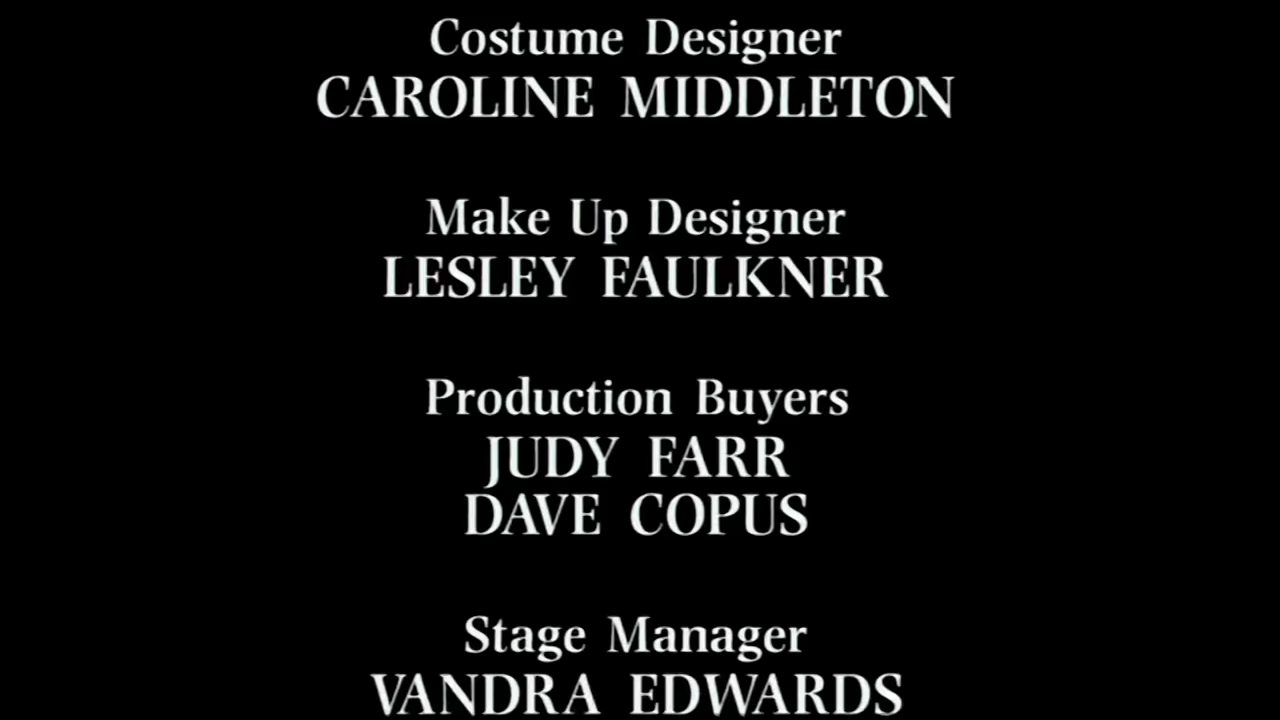 Costume Designer
CAROLINE MIDDLETON
Make Up Designer
LESLEY FAULKNER
Production Buyers
JUDY FARR
DAVE COPUS
Stage Manager
VANDRA EDWARDS